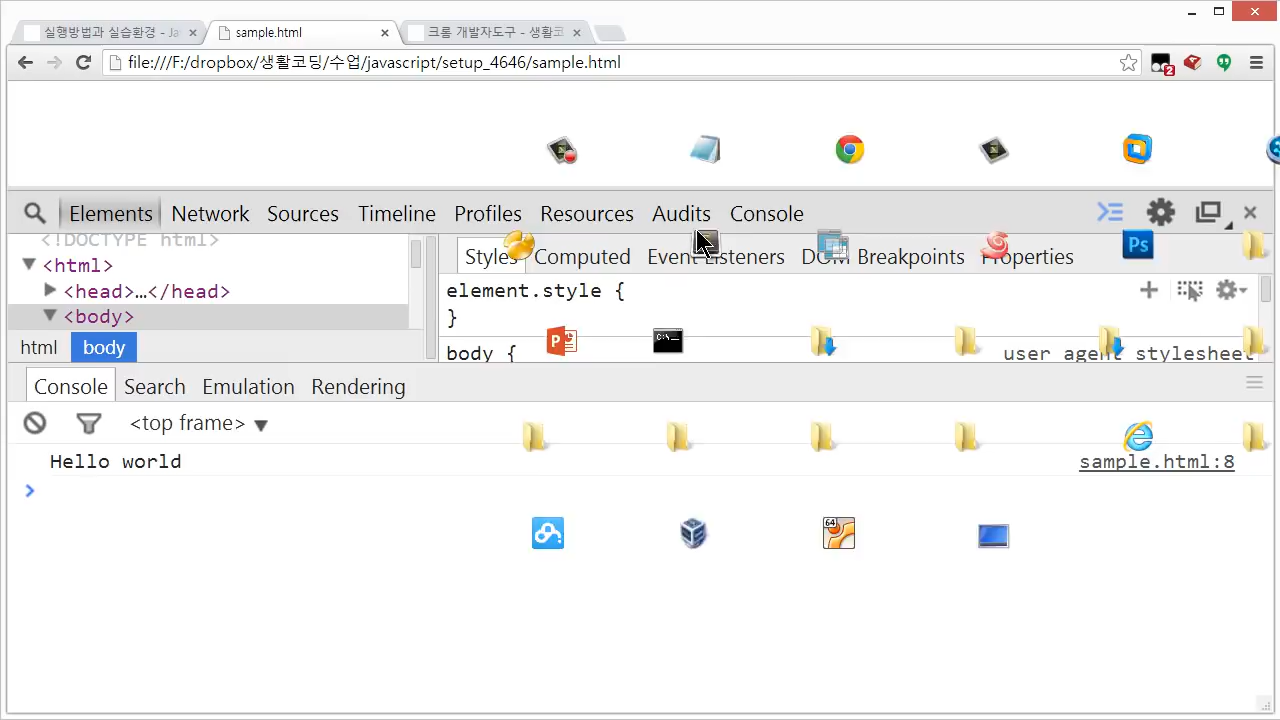 실행방법과 실습환경 - Ja
sample.html
크롬 개발자도구 - 생활코
file:///F:/dropbox/생활코딩/수업/javascript/setup_4646/sample.html
2
Elements Network Sources Timeline Profiles Resources Audits Console
<!DOCTYPE html>
▼ <html>
▶ <head>…</head>
▼ <body>
html body
Styles Computed Event Listeners DOM Breakpoints Properties
element.style {
}
body { user agent stylesheet
Ps
P
C:\>_
Console Search Emulation Rendering
<top frame> ▼
Hello world sample.html:8
>
64